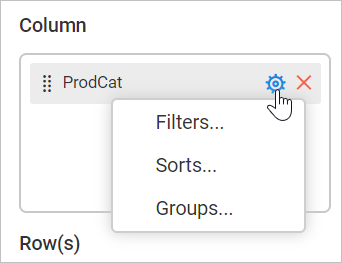 Column
ProdCat
Filters...
Sorts...
Groups...
Row(s)